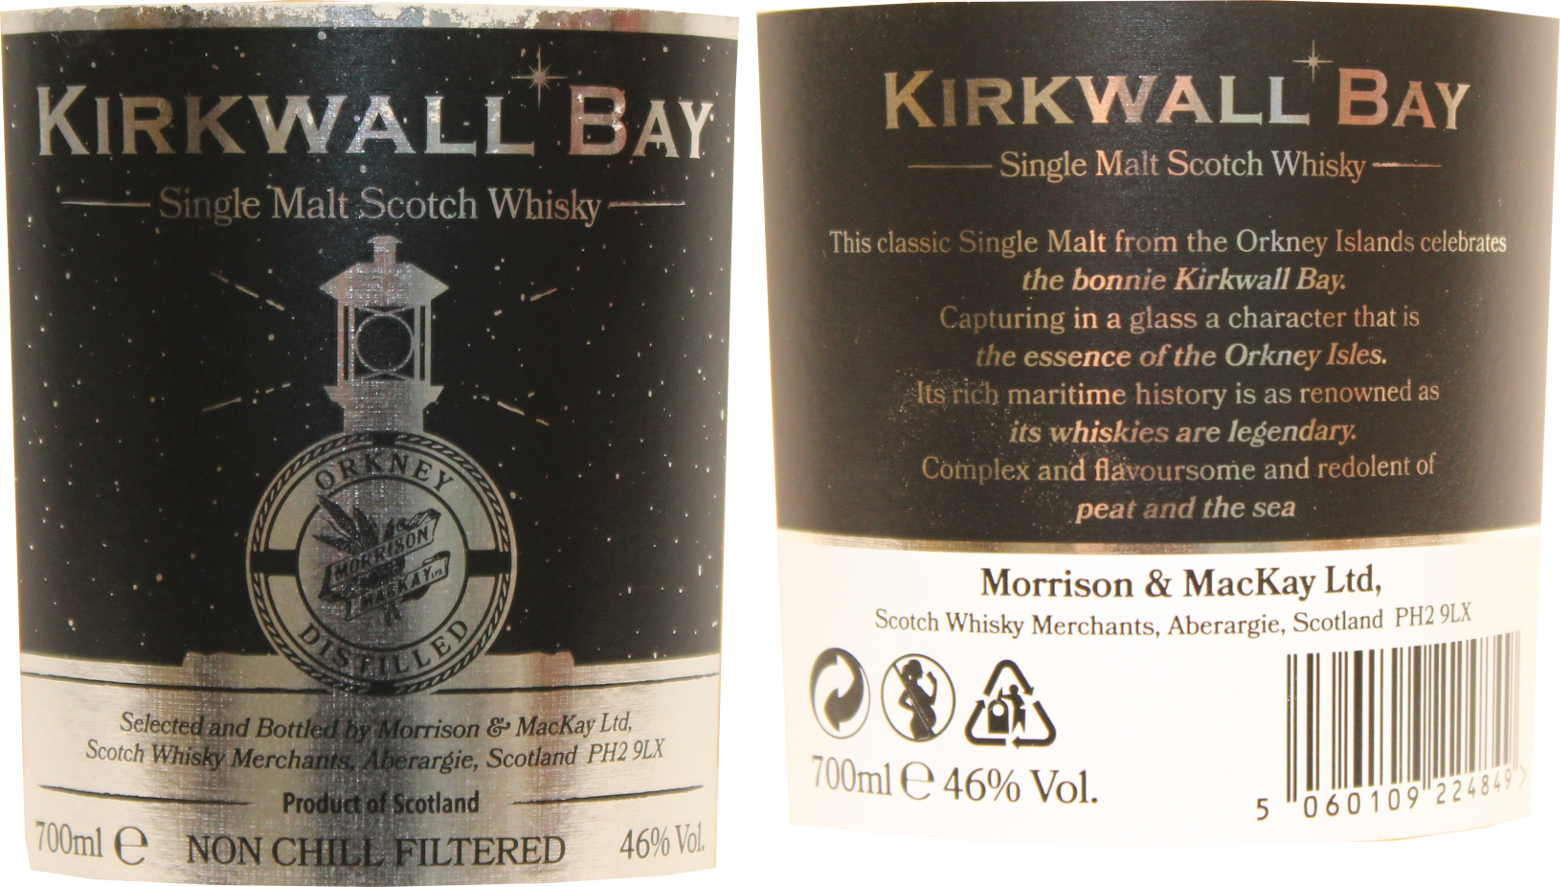 KIRKWALL BAY
Single Malt Scotch Whisky
ORKNEY
MORRISON
MACKAY LTD
DISTILLED
Selected and Bottled by Morrison & MacKay Ltd,
Scotch Whisky Merchants, Aberargie, Scotland PH2 9LX
Product of Scotland
700ml e NON CHILL FILTERED 46% Vol.
KIRKWALL BAY
Single Malt Scotch Whisky
This classic Single Malt from the Orkney Islands celebrates
the bonnie Kirkwall Bay.
Capturing in a glass a character that is
the essence of the Orkney Isles.
Its rich maritime history is as renowned as
its whiskies are legendary.
Complex and flavoursome and redolent of
peat and the sea
Morrison & MacKay Ltd,
Scotch Whisky Merchants, Aberargie, Scotland PH2 9LX
700ml e 46% Vol.
5 060109 224849 >